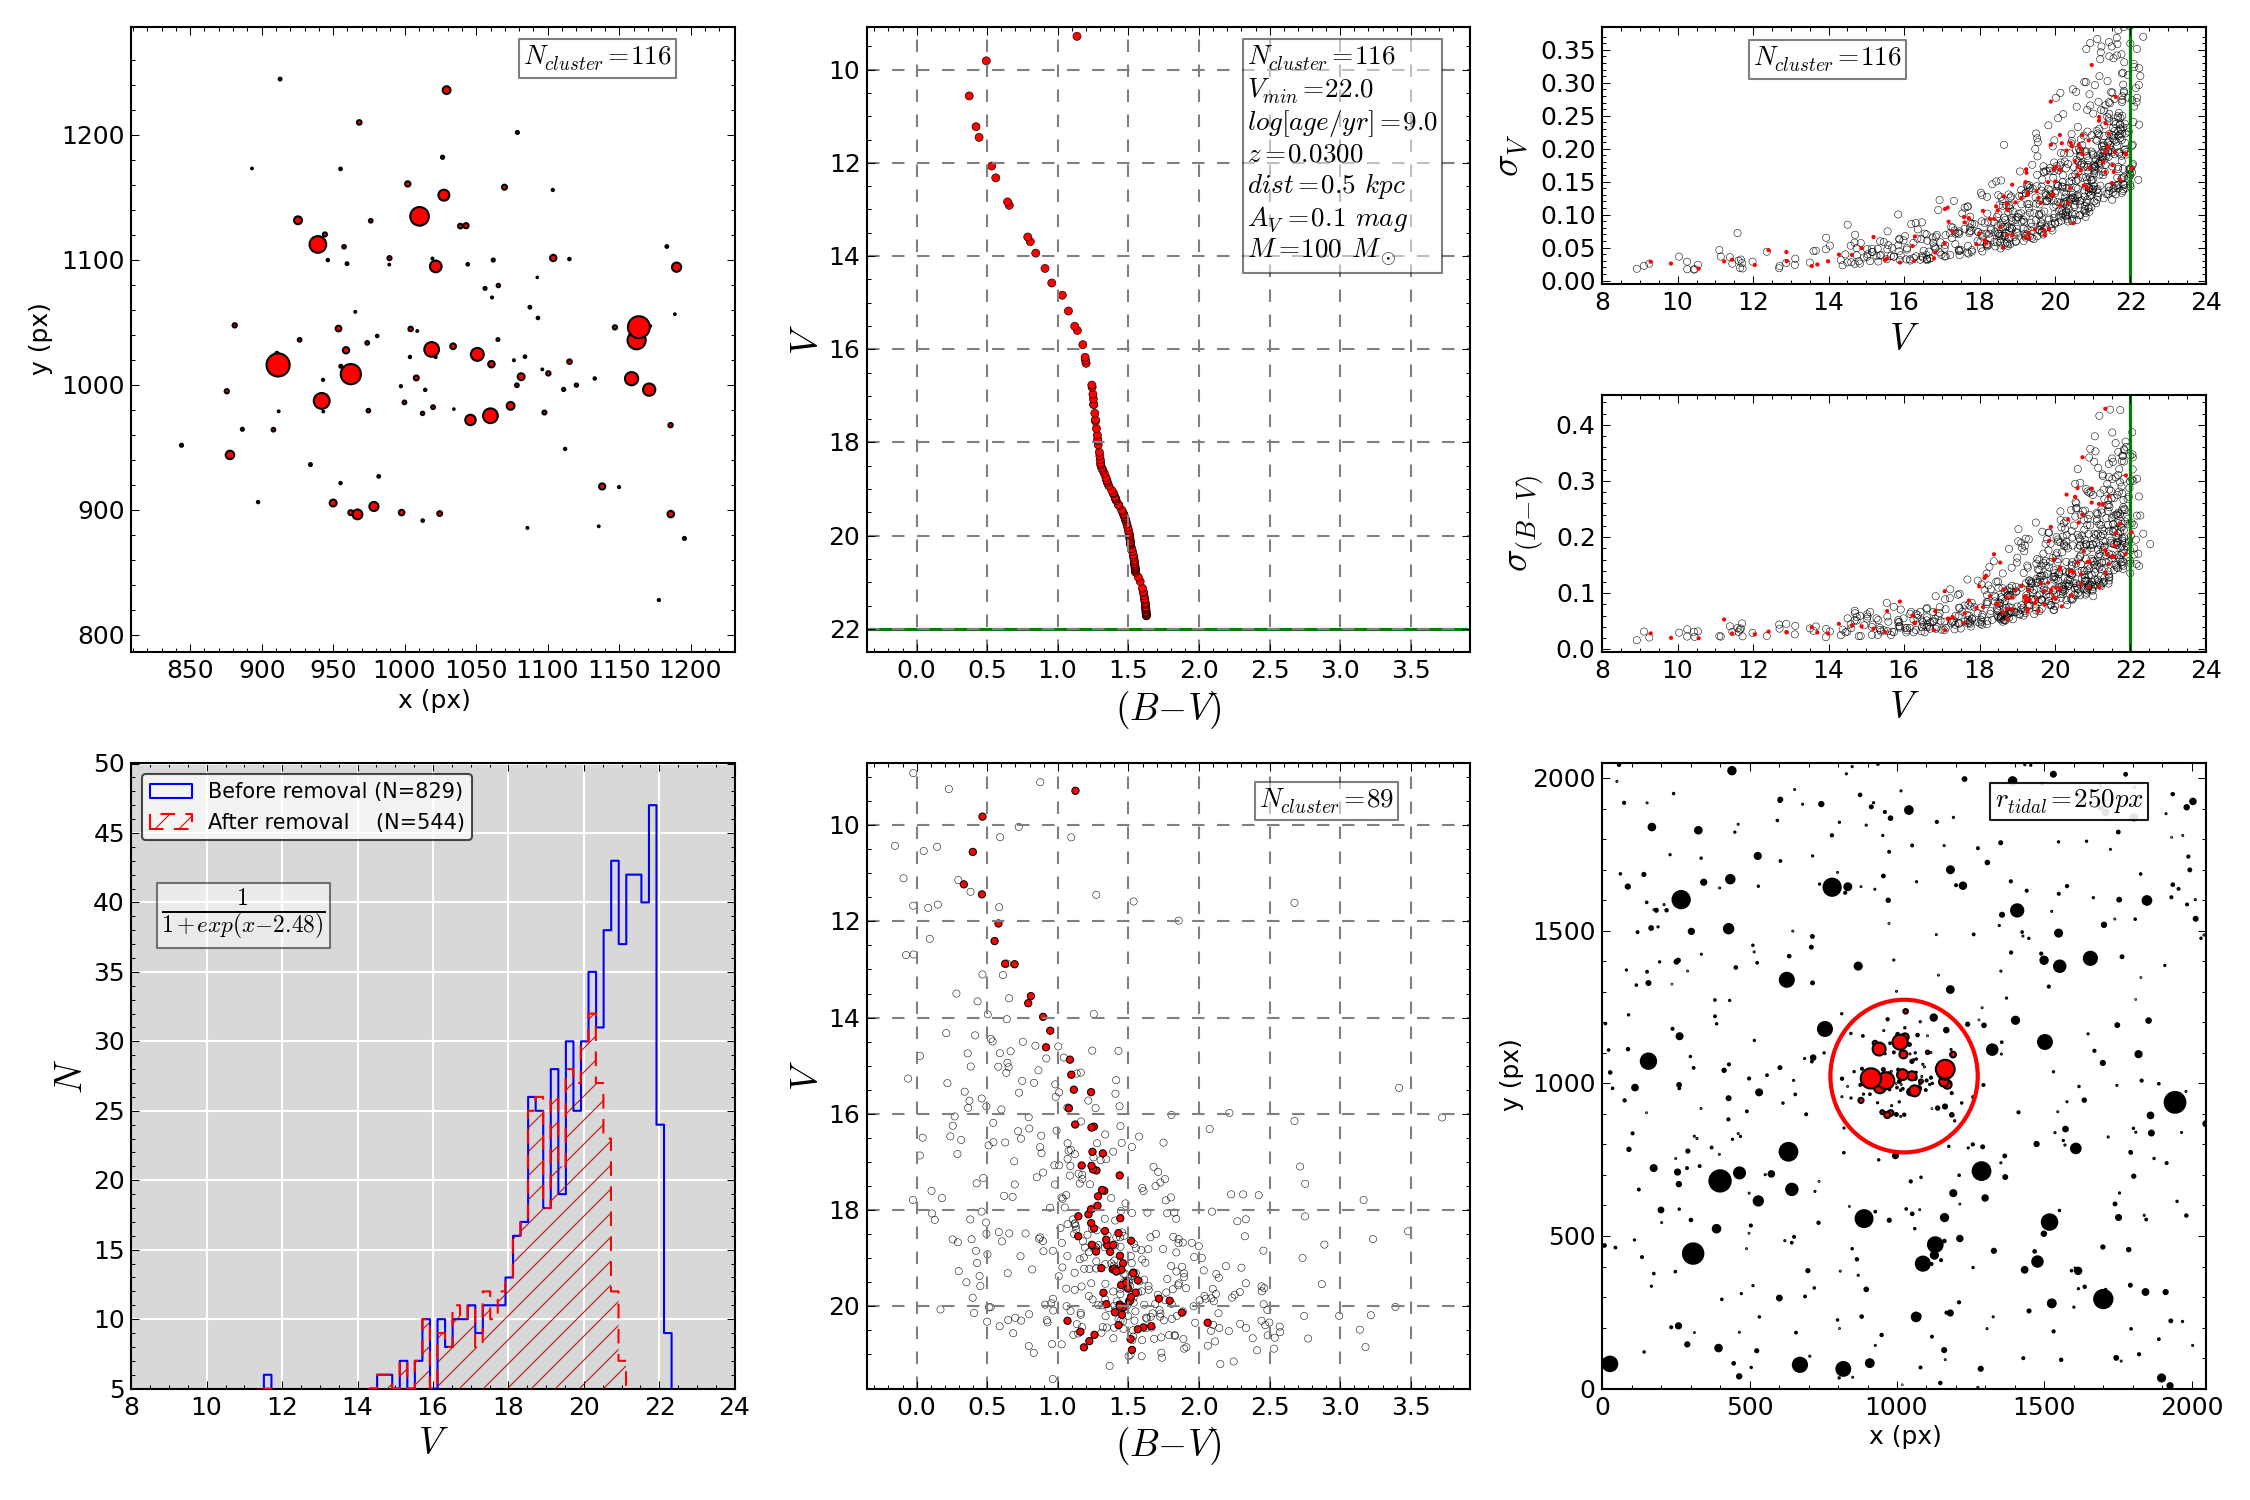 N_cluster=116
1200
1100
1000
900
800
y (px)
850 900 950 1000 1050 1100 1150 1200
x (px)
N_cluster=116
V_min=22.0
log[age/yr]=9.0
z=0.0300
dist=0.5 kpc
A_V=0.1 mag
M=100 M_⊙
10
12
14
16
18
20
22
V
0.0 0.5 1.0 1.5 2.0 2.5 3.0 3.5
(B−V)
N_cluster=116
0.35
0.30
0.25
0.20
0.15
0.10
0.05
0.00
σ_V
8 10 12 14 16 18 20 22 24
V
0.4
0.3
0.2
0.1
0.0
σ_(B−V)
8 10 12 14 16 18 20 22 24
V
Before removal (N=829)
After removal (N=544)
1
1+exp(x−2.48)
50
45
40
35
30
25
20
15
10
5
N
8 10 12 14 16 18 20 22 24
V
N_cluster=89
10
12
14
16
18
20
V
0.0 0.5 1.0 1.5 2.0 2.5 3.0 3.5
(B−V)
r_tidal=250px
2000
1500
1000
500
0
y (px)
0 500 1000 1500 2000
x (px)